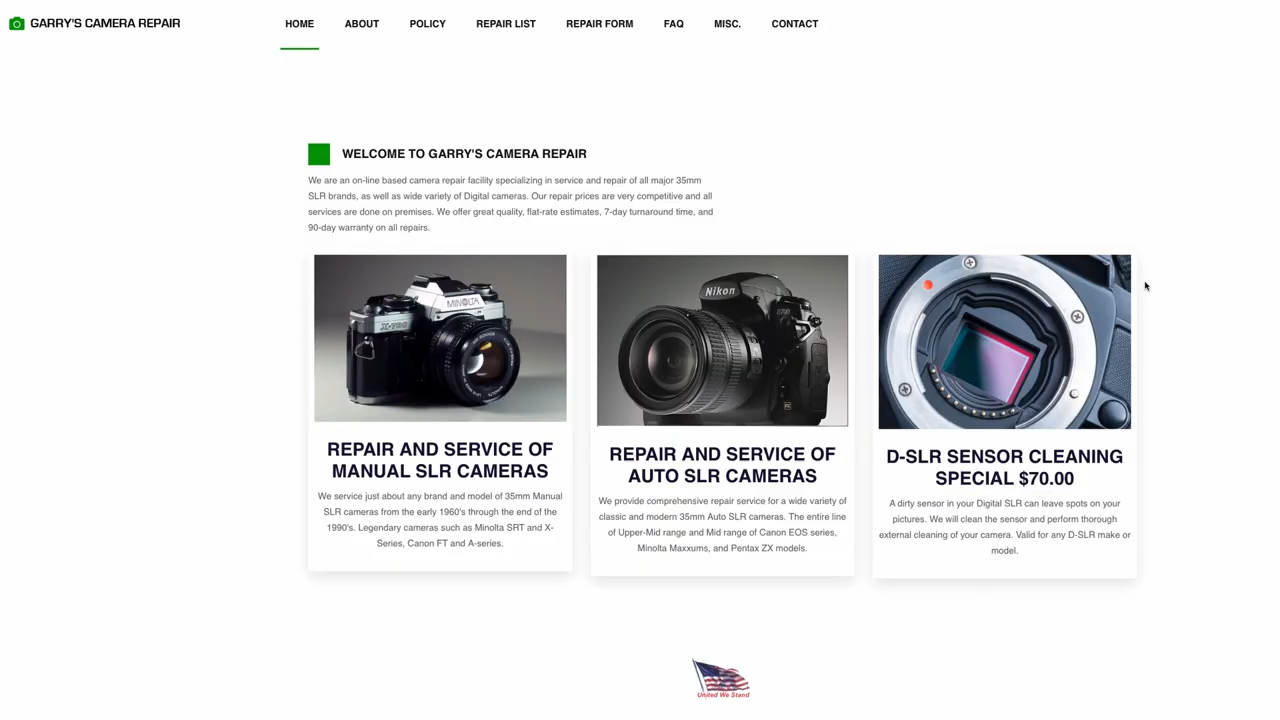 GARRY'S CAMERA REPAIR
HOME ABOUT POLICY REPAIR LIST REPAIR FORM FAQ MISC. CONTACT
WELCOME TO GARRY'S CAMERA REPAIR
We are an on-line based camera repair facility specializing in service and repair of all major 35mm
SLR brands, as well as wide variety of Digital cameras. Our repair prices are very competitive and all
services are done on premises. We offer great quality, flat-rate estimates, 7-day turnaround time, and
90-day warranty on all repairs.
MINOLTA
X-700
Nikon
D700
REPAIR AND SERVICE OF
MANUAL SLR CAMERAS
We service just about any brand and model of 35mm Manual
SLR cameras from the early 1960's through the end of the
1990's. Legendary cameras such as Minolta SRT and X-
Series, Canon FT and A-series.
REPAIR AND SERVICE OF
AUTO SLR CAMERAS
We provide comprehensive repair service for a wide variety of
classic and modern 35mm Auto SLR cameras. The entire line
of Upper-Mid range and Mid range of Canon EOS series,
Minolta Maxxums, and Pentax ZX models.
D-SLR SENSOR CLEANING
SPECIAL $70.00
A dirty sensor in your Digital SLR can leave spots on your
pictures. We will clean the sensor and perform thorough
external cleaning of your camera. Valid for any D-SLR make or
model.
United We Stand